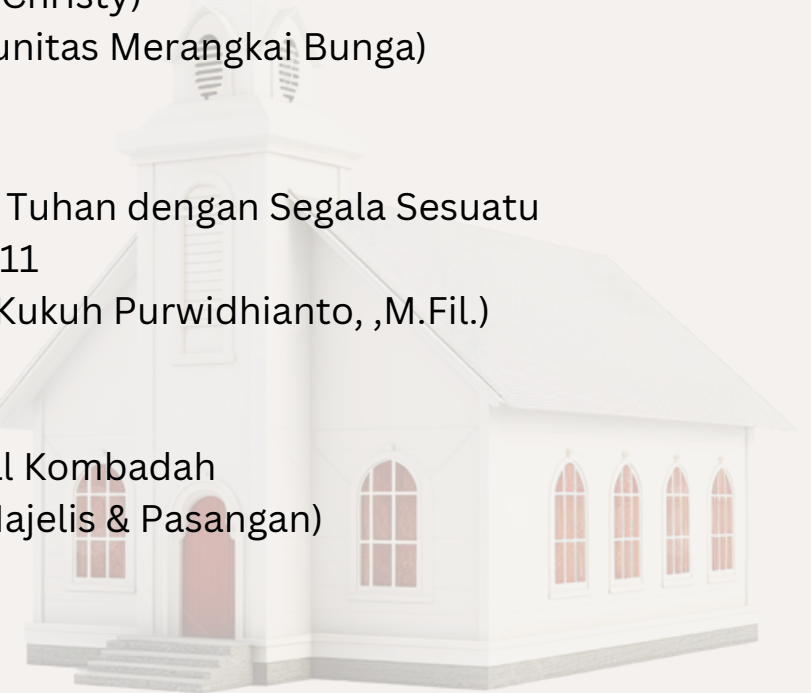 Christy)
unitas Merangkai Bunga)
Tuhan dengan Segala Sesuatu
11
Kukuh Purwidhianto, ,M.Fil.)
l Kombadah
ajelis & Pasangan)